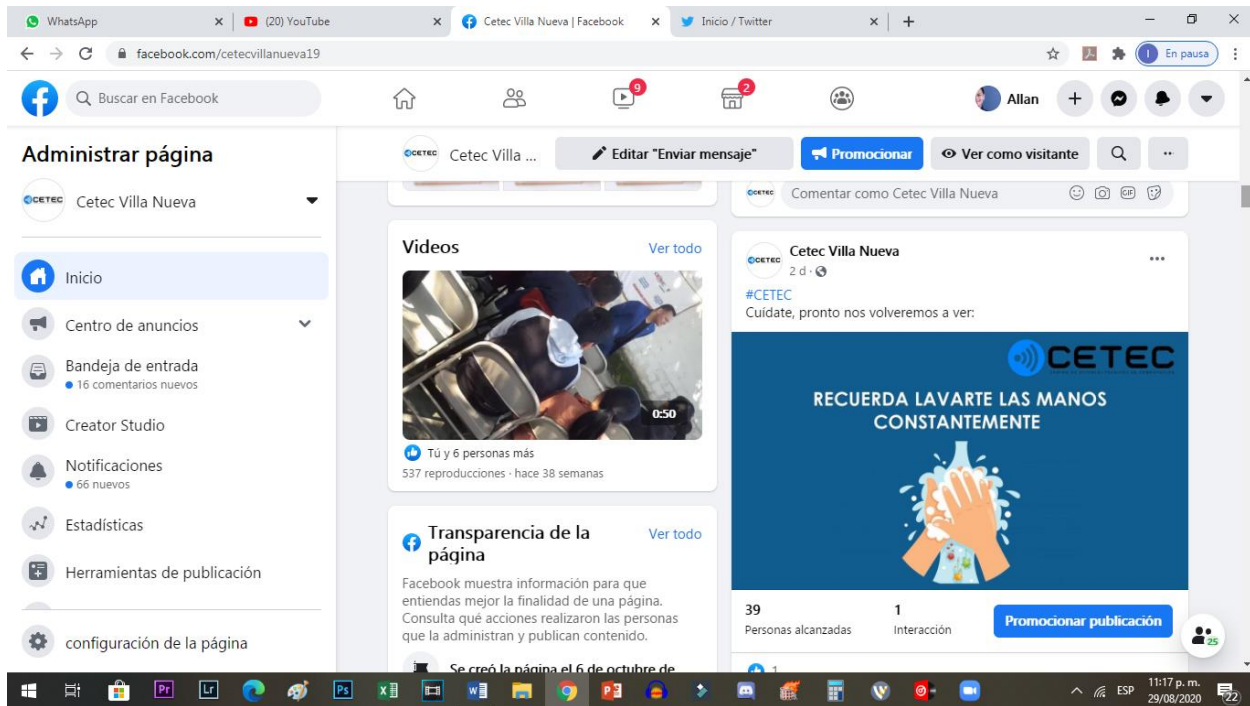 WhatsApp
(20) YouTube
Cetec Villa Nueva | Facebook
Inicio / Twitter
facebook.com/cetecvillanueva19
En pausa
Buscar en Facebook
9
2
Allan
Administrar página
CETEC Cetec Villa ...
Editar "Enviar mensaje"
Promocionar
Ver como visitante
CETEC Cetec Villa Nueva
Inicio
Centro de anuncios
Bandeja de entrada
16 comentarios nuevos
Creator Studio
Notificaciones
66 nuevos
Estadísticas
Herramientas de publicación
configuración de la página
Videos
Ver todo
0:50
Tú y 6 personas más
537 reproducciones · hace 38 semanas
Transparencia de la
página
Ver todo
Facebook muestra información para que
entiendas mejor la finalidad de una página.
Consulta qué acciones realizaron las personas
que la administran y publican contenido.
Se creó la página el 6 de octubre de
CETEC Comentar como Cetec Villa Nueva
GIF
CETEC Cetec Villa Nueva
2 d
#CETEC
Cuídate, pronto nos volveremos a ver:
CETEC
RECUERDA LAVARTE LAS MANOS
CONSTANTEMENTE
39
Personas alcanzadas
1
Interacción
Promocionar publicación
1
25
ESP
11:17 p. m.
29/08/2020
22